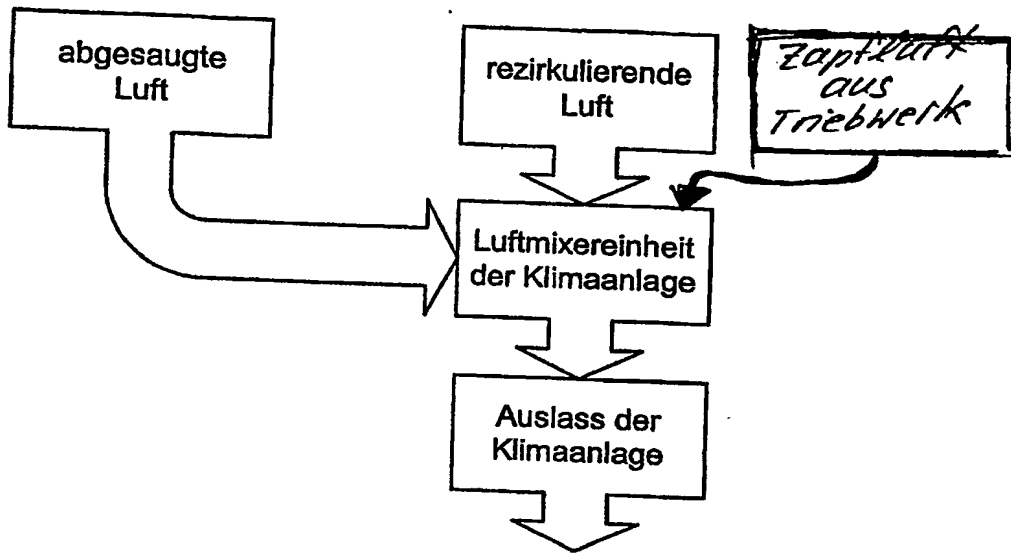 abgesaugte
Luft
rezirkulierende
Luft
Zapfluft
aus
Triebwerk
Luftmixereinheit
der Klimaanlage
Auslass der
Klimaanlage